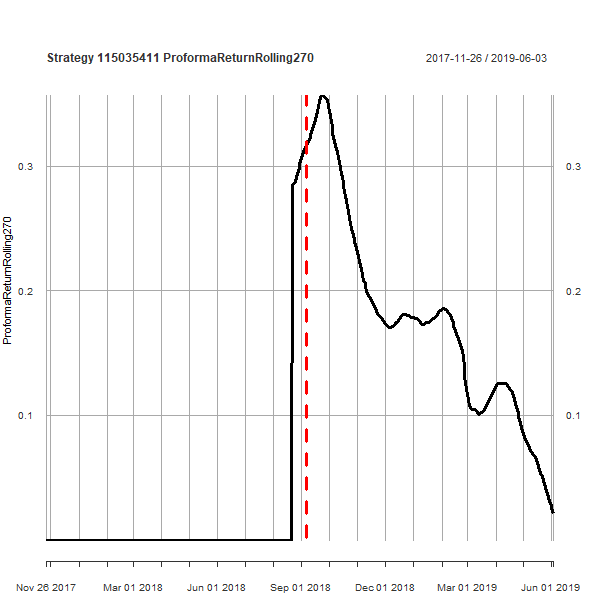 Strategy 115035411 ProformaReturnRolling270
2017-11-26 / 2019-06-03
ProformaReturnRolling270
0.3
0.3
0.2
0.2
0.1
0.1
Nov 26 2017 Mar 01 2018 Jun 01 2018 Sep 01 2018 Dec 01 2018 Mar 01 2019 Jun 01 2019